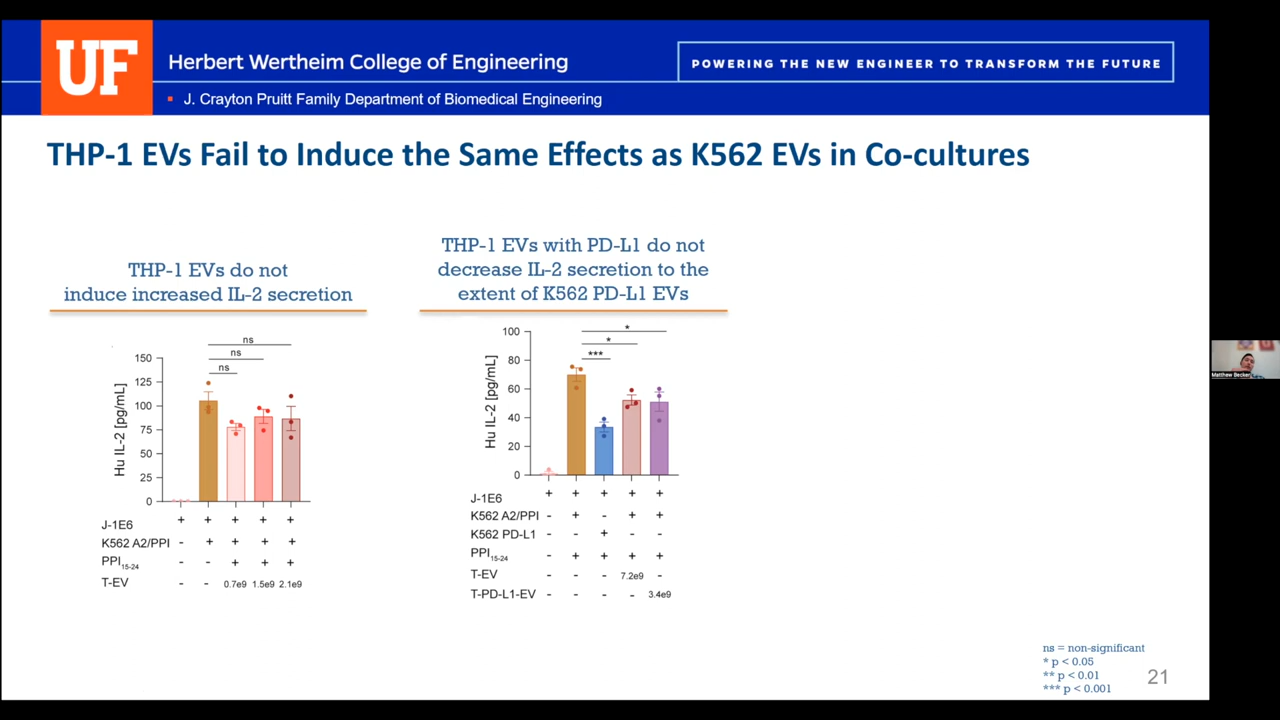 UF
Herbert Wertheim College of Engineering
POWERING THE NEW ENGINEER TO TRANSFORM THE FUTURE
J. Crayton Pruitt Family Department of Biomedical Engineering
THP-1 EVs Fail to Induce the Same Effects as K562 EVs in Co-cultures
THP-1 EVs do not
induce increased IL-2 secretion
ns
ns
ns
150
125
100
75
50
25
0
Hu IL-2 [pg/mL]
J-1E6 + + + + +
K562 A2/PPI - + + + +
PPI15-24 - - + + +
T-EV - - 0.7e9 1.5e9 2.1e9
THP-1 EVs with PD-L1 do not
decrease IL-2 secretion to the
extent of K562 PD-L1 EVs
*
*
***
100
80
60
40
20
0
Hu IL-2 [pg/mL]
J-1E6 + + + + +
K562 A2/PPI - + - + +
K562 PD-L1 - - + - -
PPI15-24 - + + + +
T-EV - - - 7.2e9 -
T-PD-L1-EV - - - - 3.4e9
ns = non-significant
* p < 0.05
** p < 0.01
*** p < 0.001
21
Matthew Becker